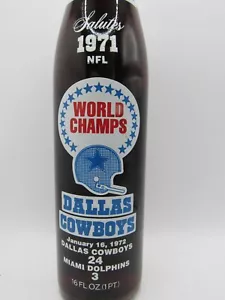 Salutes
1971
NFL
WORLD
CHAMPS
DALLAS
COWBOYS
January 16, 1972
DALLAS COWBOYS
24
MIAMI DOLPHINS
3
16 FL.OZ.(1 PT.)